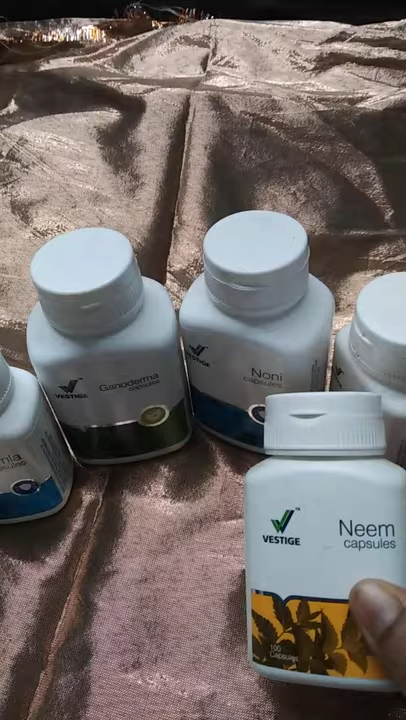 VESTIGE
Ganoderma
capsules
VESTIGE
Noni
capsules
VESTIGE
Neem
capsules
100
Capsules